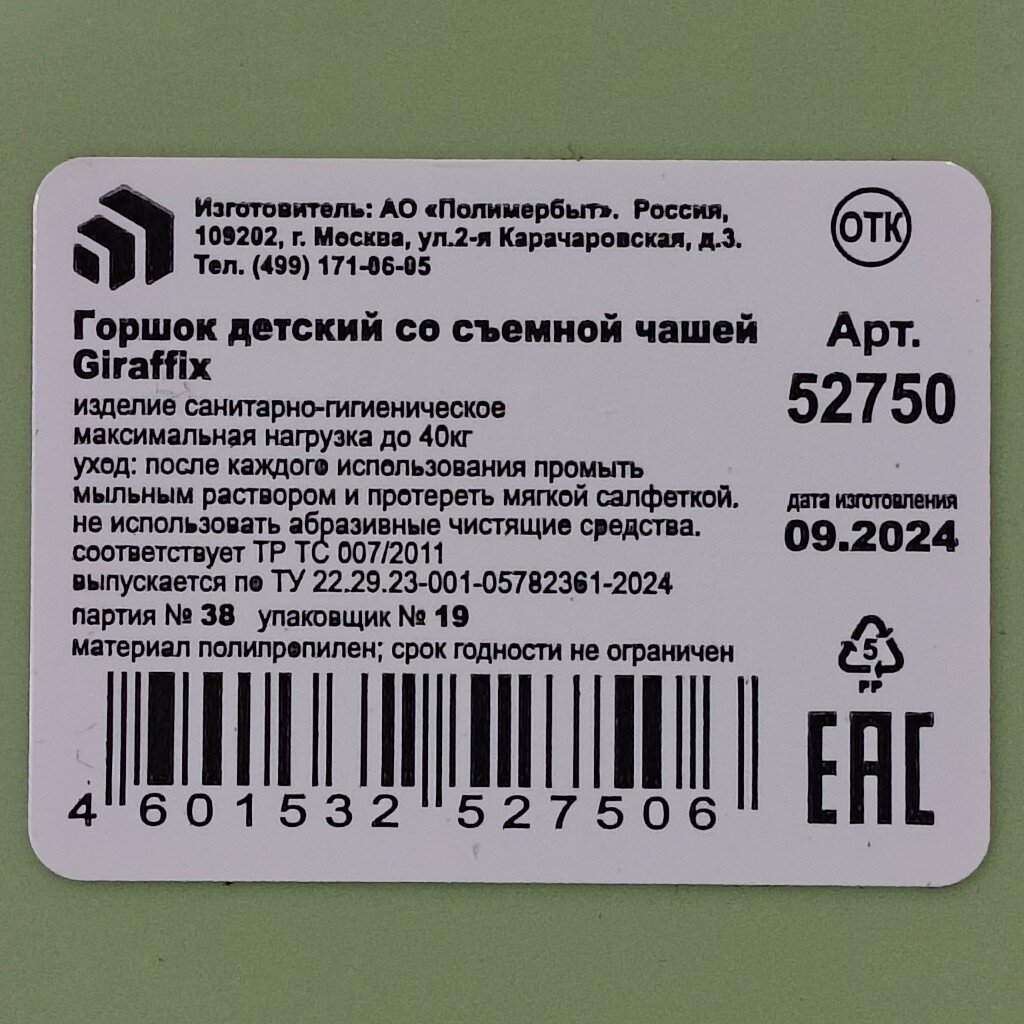 Изготовитель: АО «Полимербыт». Россия,
109202, г. Москва, ул.2-я Карачаровская, д.3.
Тел. (499) 171-06-05
ОТК
Горшок детский со съемной чашей
Giraffix
Арт.
52750
изделие санитарно-гигиеническое
максимальная нагрузка до 40кг
уход: после каждого использования промыть
мыльным раствором и протереть мягкой салфеткой.
не использовать абразивные чистящие средства.
соответствует ТР ТС 007/2011
выпускается по ТУ 22.29.23-001-05782361-2024
партия № 38 упаковщик № 19
материал полипропилен; срок годности не ограничен
дата изготовления
09.2024
5
PP
EAC
4 601532 527506